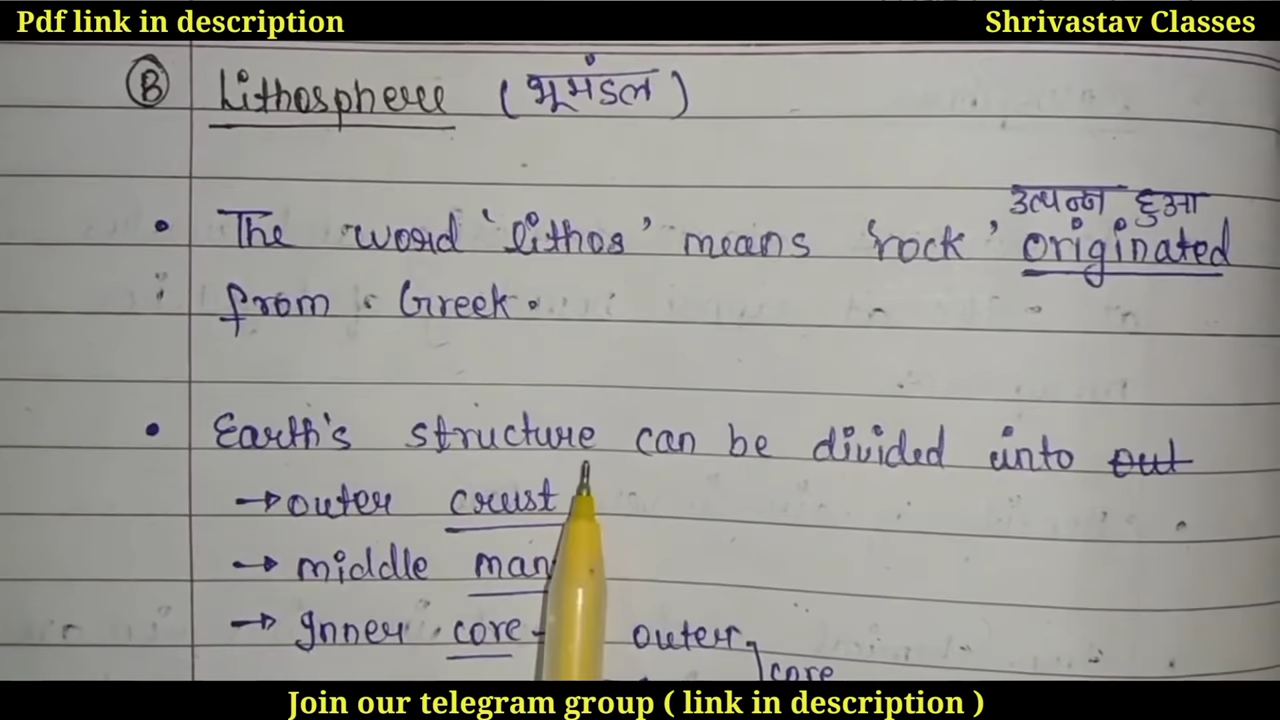 Pdf link in description
Shrivastav Classes
B Lithosphere (भूमंडल)
उत्पन्न हुआ
• The word 'lithos' means 'rock' originated
from Greek.
• Earth's structure can be divided into out
→ outer crust
→ middle man
→ Inner core - outer
core
Join our telegram group ( link in description )